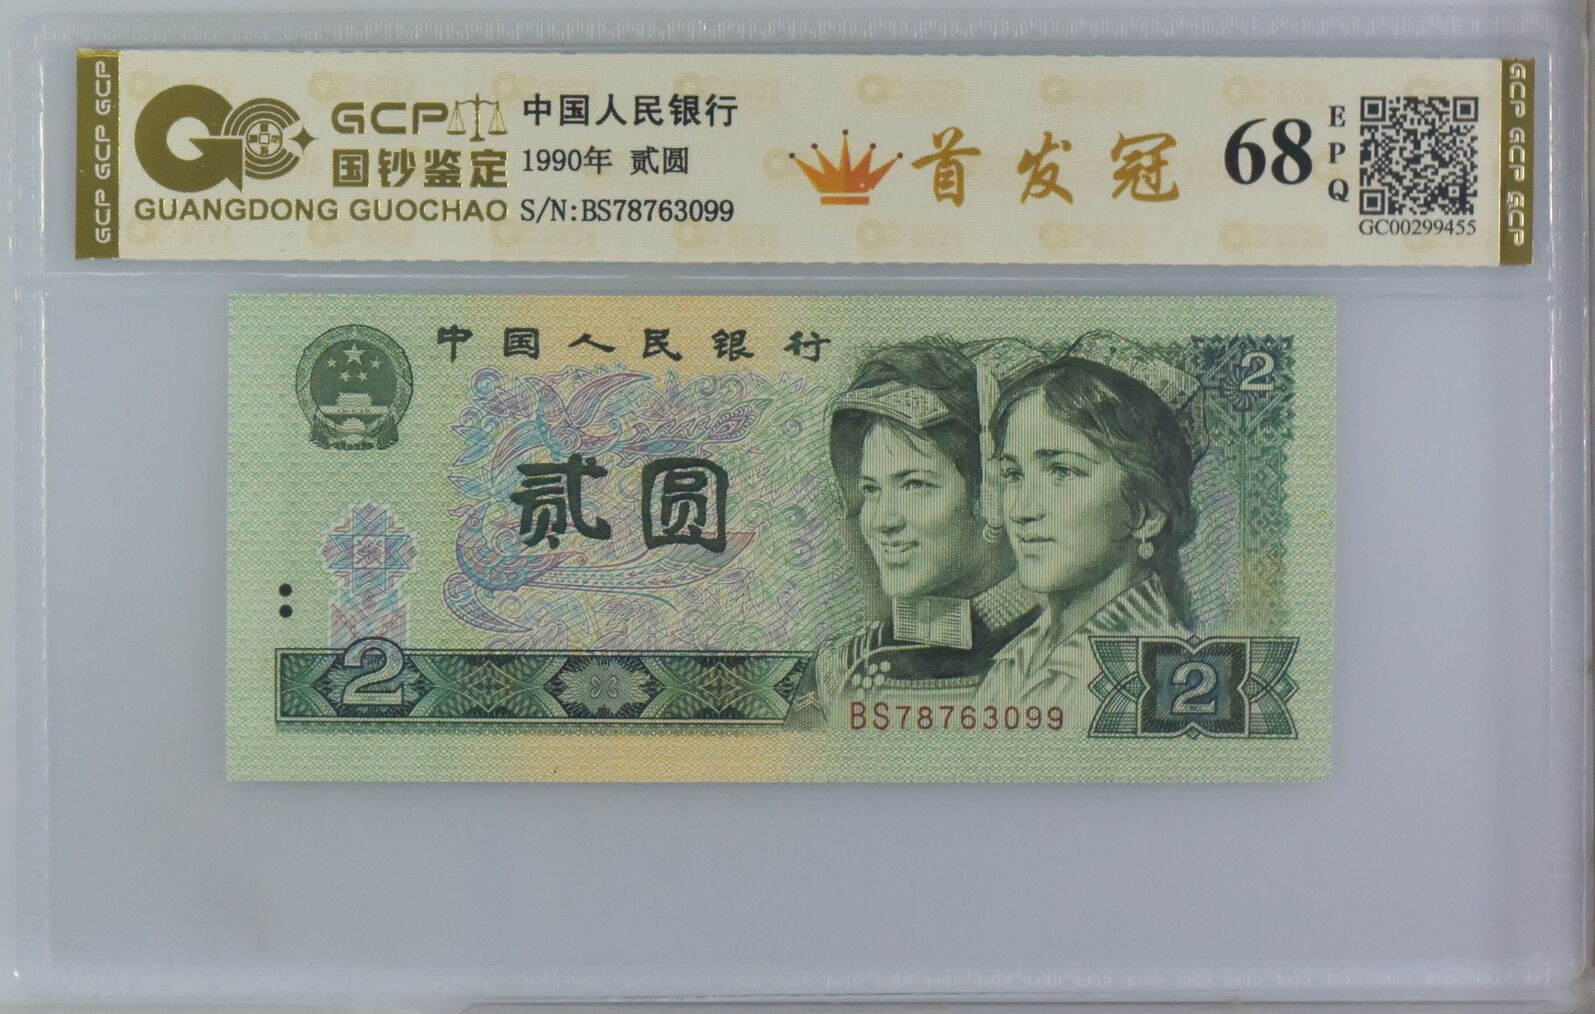 GCP GCP GCP
GCP
国钞鉴定
GUANGDONG GUOCHAO
中国人民银行
1990年 贰圆
S/N:BS78763099
首发冠
68
EPQ
GC00299455
GCP GCP GCP
中国人民银行
2
贰圆
2
BS78763099
2